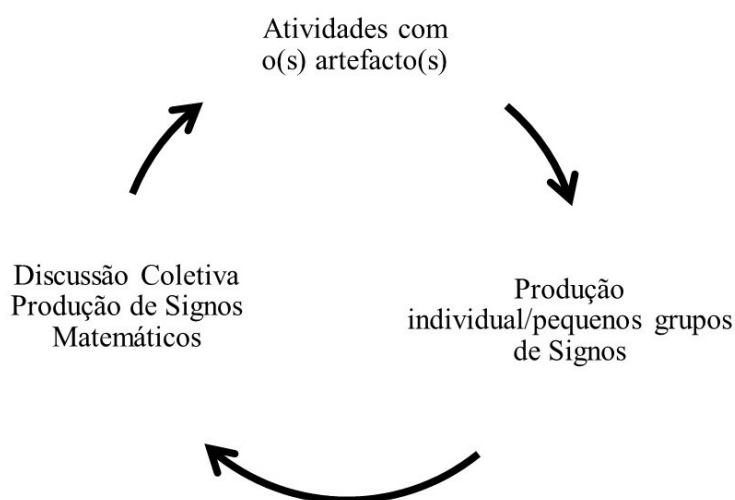 Atividades com
o(s) artefacto(s)
Produção
individual/pequenos grupos
de Signos
Discussão Coletiva
Produção de Signos
Matemáticos